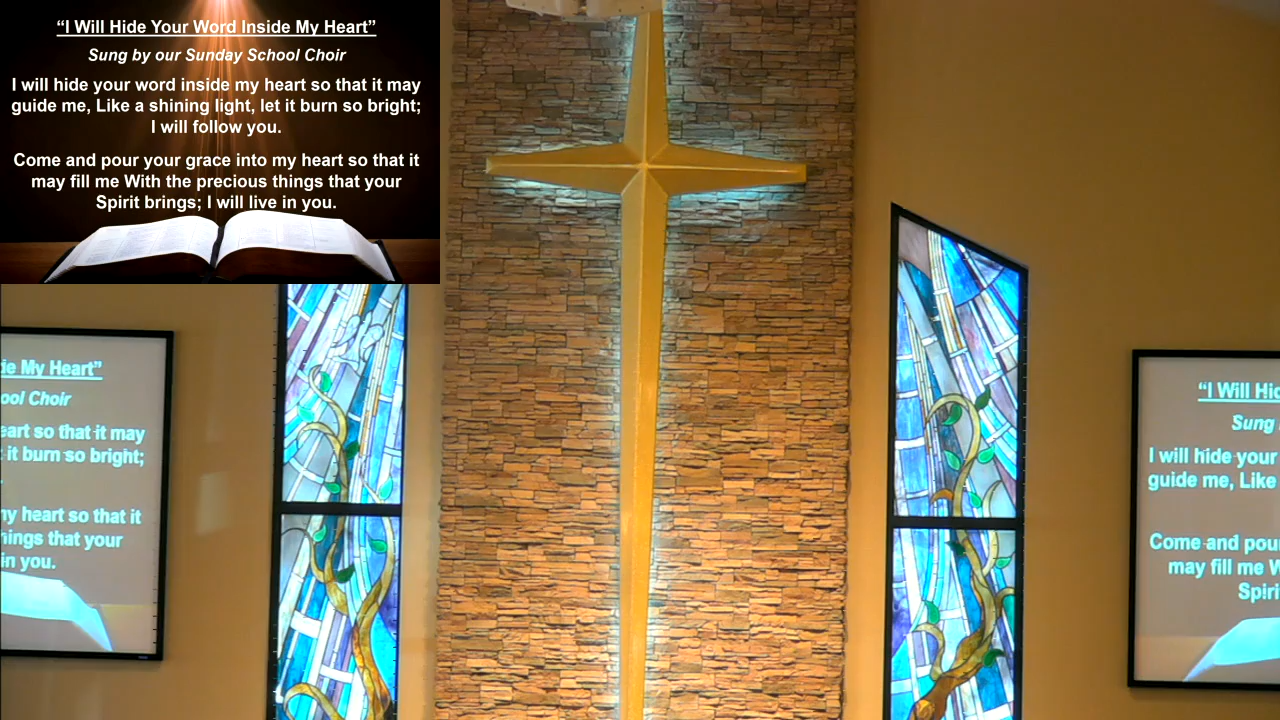 “I Will Hide Your Word Inside My Heart”
Sung by our Sunday School Choir
I will hide your word inside my heart so that it may
guide me, Like a shining light, let it burn so bright;
I will follow you.
Come and pour your grace into my heart so that it
may fill me With the precious things that your
Spirit brings; I will live in you.
My Heart”
ool Choir
eart so that it may
it burn so bright;
my heart so that it
hings that your
in you.
“I Will Hid
Sung
I will hide your
guide me, Like
Come and pour
may fill me
Spirit